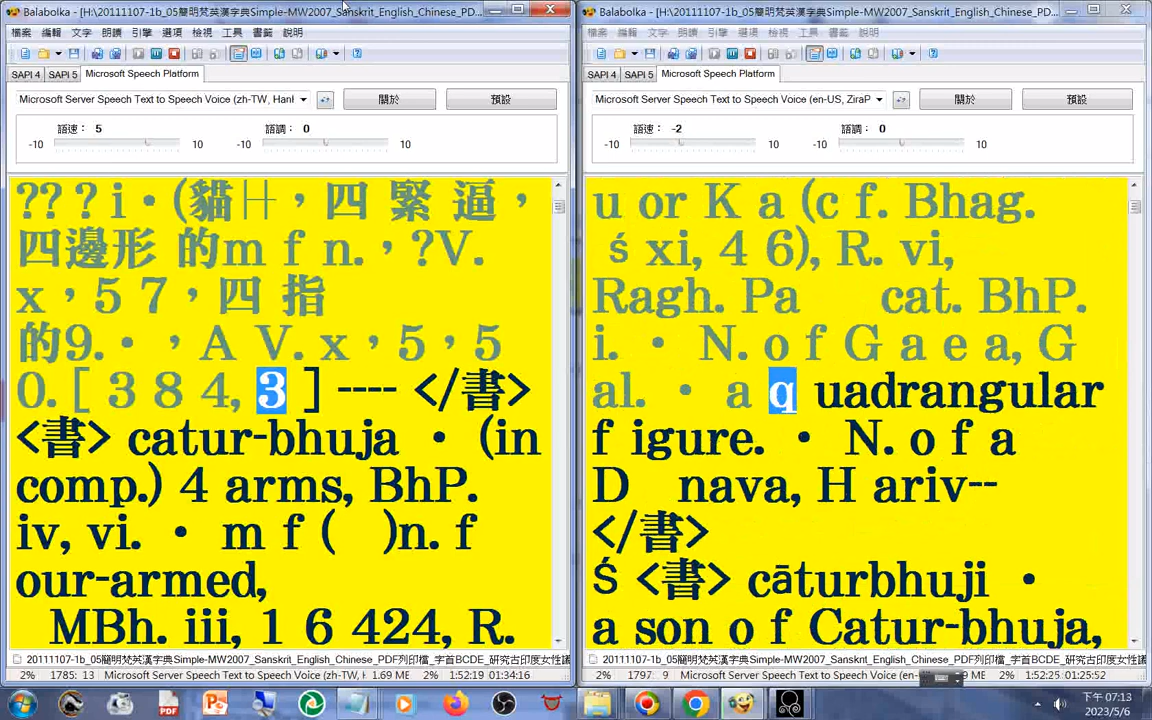 Balabolka - [H:\20111107-1b_05簡明梵英漢字典Simple-MW2007_Sanskrit_English_Chinese_PD...
檔案 編輯 文字 朗讀 引擎 選項 檢視 工具 書籤 說明
SAPI 4 SAPI 5 Microsoft Speech Platform
Microsoft Server Speech Text to Speech Voice (zh-TW, HanH
關於 預設
語速： 5 語調： 0
-10 10 -10 10
?? ? i •（貓├┤，四 緊 逼，
四邊形 的m f n.，?V.
x，5 7，四 指
的9. •，A V. x，5，5
0. [ 3 8 4, 3 ] ---- </書>
<書> catur-bhuja • (in
comp.) 4 arms, BhP.
iv, vi. • m f ( )n. f
our-armed,
MBh. iii, 1 6 424, R.
20111107-1b_05簡明梵英漢字典Simple-MW2007_Sanskrit_English_Chinese_PDF列印檔_字首BCDE_研究古印度女性議
2% 1785: 13 Microsoft Server Speech Text to Speech Voice (zh-TW, H 1.69 MB 2% 1:52:19 01:34:16
Balabolka - [H:\20111107-1b_05簡明梵英漢字典Simple-MW2007_Sanskrit_English_Chinese_PD...
檔案 編輯 文字 朗讀 引擎 選項 檢視 工具 書籤 說明
SAPI 4 SAPI 5 Microsoft Speech Platform
Microsoft Server Speech Text to Speech Voice (en-US, ZiraP
關於 預設
語速： -2 語調： 0
-10 10 -10 10
u or K a (c f. Bhag.
ś xi, 4 6), R. vi,
Ragh. Pa cat. BhP.
i. • N. o f G a e a, G
al. • a q uadrangular
f igure. • N. o f a
D nava, H ariv--
</書>
Ś <書> cāturbhuji •
a son o f Catur-bhuja,
20111107-1b_05簡明梵英漢字典Simple-MW2007_Sanskrit_English_Chinese_PDF列印檔_字首BCDE_研究古印度女性議
2% 1797: 9 Microsoft Server Speech Text to Speech Voice (en-US, Z MB 2% 1:52:25 01:25:52
PDF
下午 07:13
2023/5/6